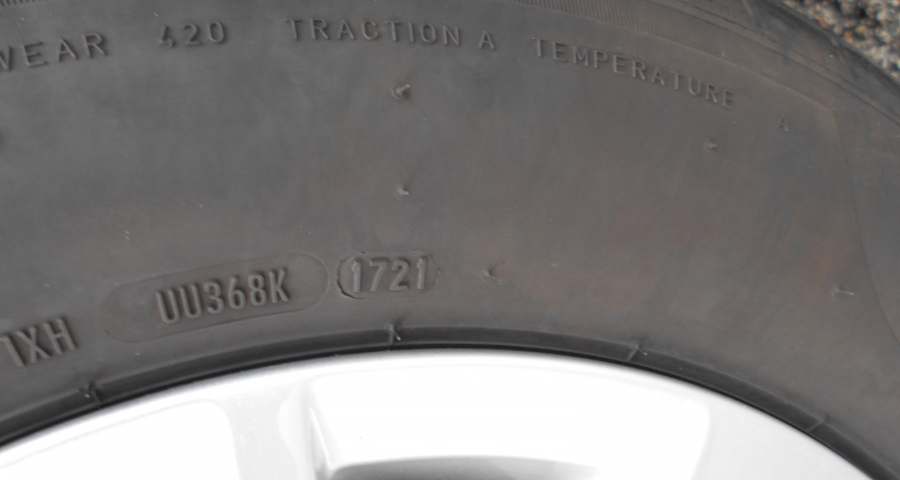 WEAR 420 TRACTION A TEMPERATURE A
1XH UU368K 1721